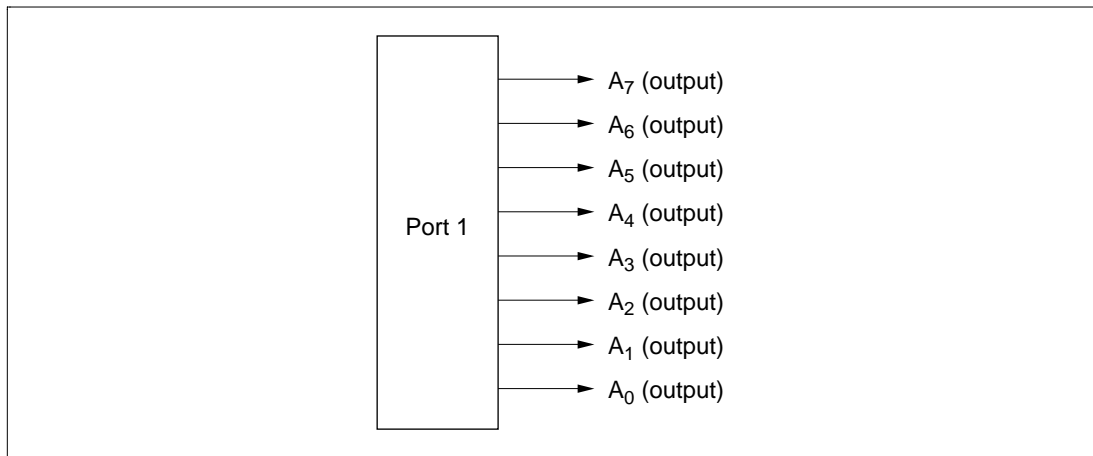 A7 (output)
A6 (output)
A5 (output)
A4 (output)
Port 1
A3 (output)
A2 (output)
A1 (output)
A0 (output)